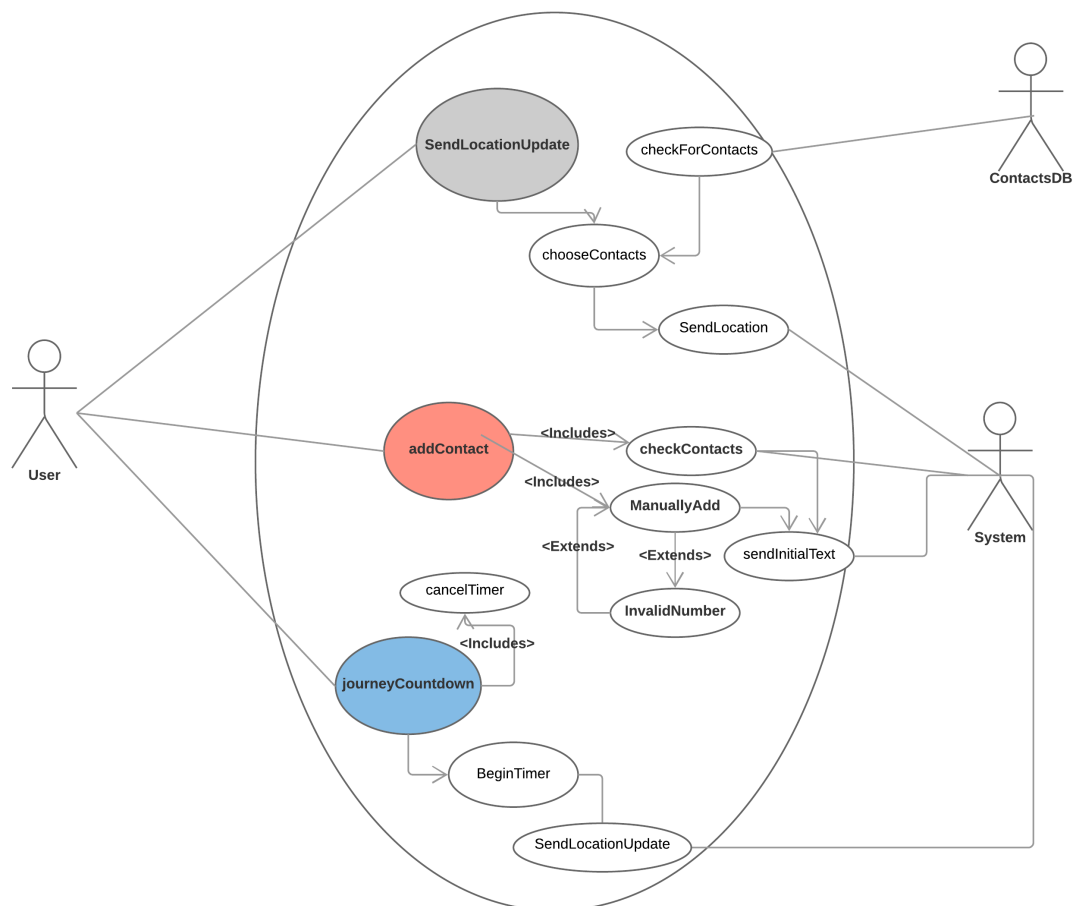 SendLocationUpdate
checkForContacts
ContactsDB
chooseContacts
SendLocation
User
addContact
<Includes>
checkContacts
<Includes>
ManuallyAdd
System
<Extends>
<Extends>
sendInitialText
cancelTimer
InvalidNumber
<Includes>
journeyCountdown
BeginTimer
SendLocationUpdate